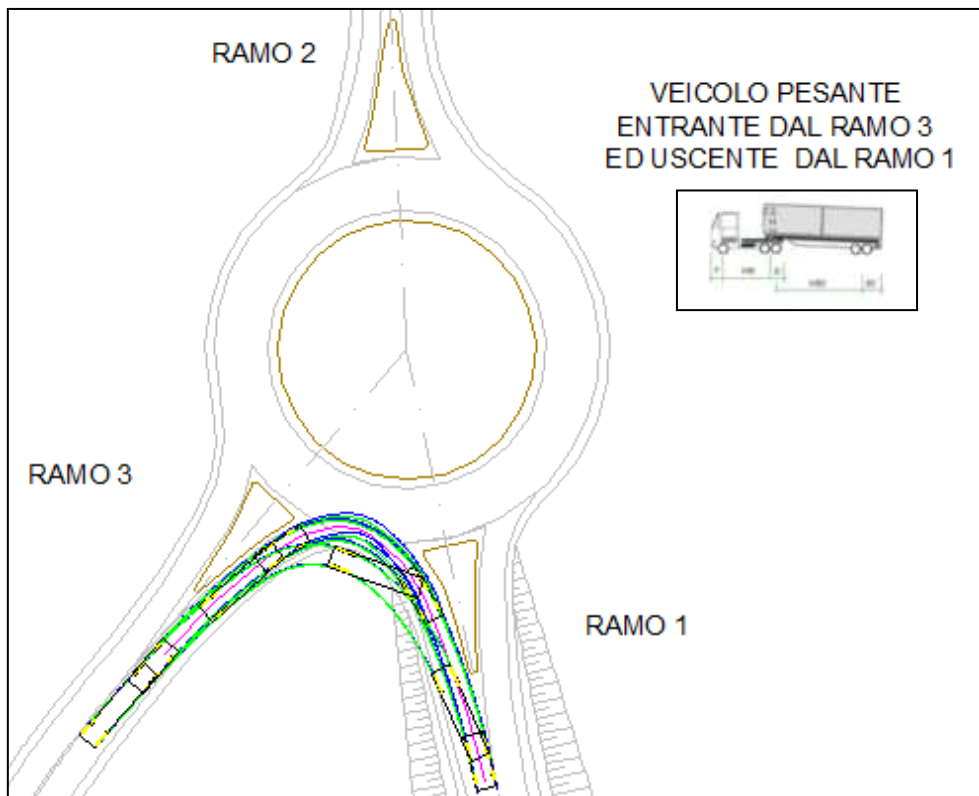 RAMO 2
VEICOLO PESANTE
ENTRANTE DAL RAMO 3
ED USCENTE DAL RAMO 1
RAMO 3
RAMO 1